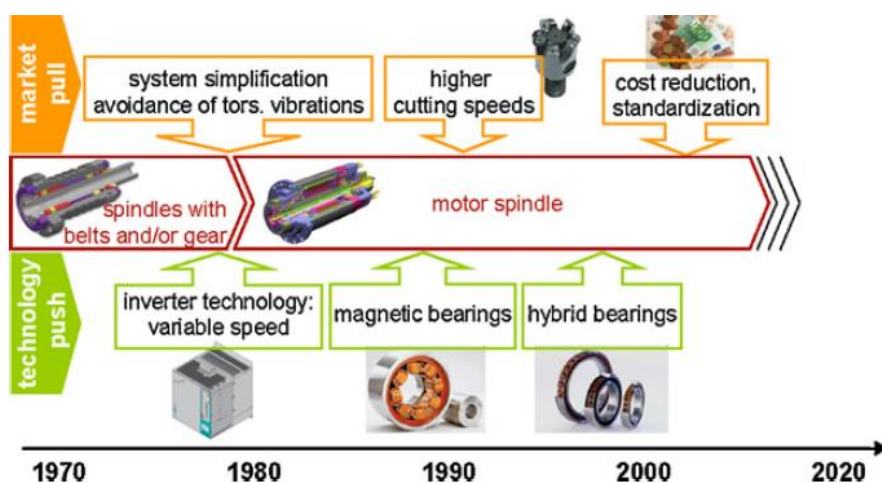 market
pull
system simplification
avoidance of tors. vibrations
higher
cutting speeds
cost reduction,
standardization
spindles with
belts and/or gear
motor spindle
technology
push
inverter technology:
variable speed
magnetic bearings
hybrid bearings
1970
1980
1990
2000
2020